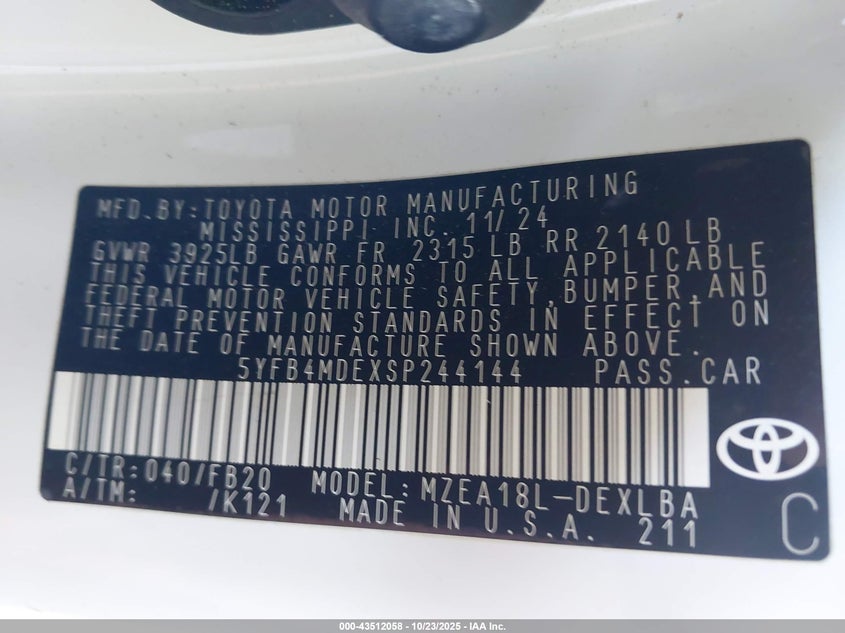 MFD.BY:TOYOTA MOTOR MANUFACTURING
MISSISSIPPI INC. 11/24
GVWR 3925LB GAWR FR 2315 LB RR 2140 LB
THIS VEHICLE CONFORMS TO ALL APPLICABLE
FEDERAL MOTOR VEHICLE SAFETY,BUMPER,AND
THEFT PREVENTION STANDARDS IN EFFECT ON
THE DATE OF MANUFACTURE SHOWN ABOVE.
5YFB4MDEXSP244144 PASS.CAR
C/TR:040/FB20 MODEL:MZEA18L-DEXLBA
A/TM: /K121 MADE IN U.S.A. 211
C
000-43512058 - 10/23/2025 - IAA Inc.